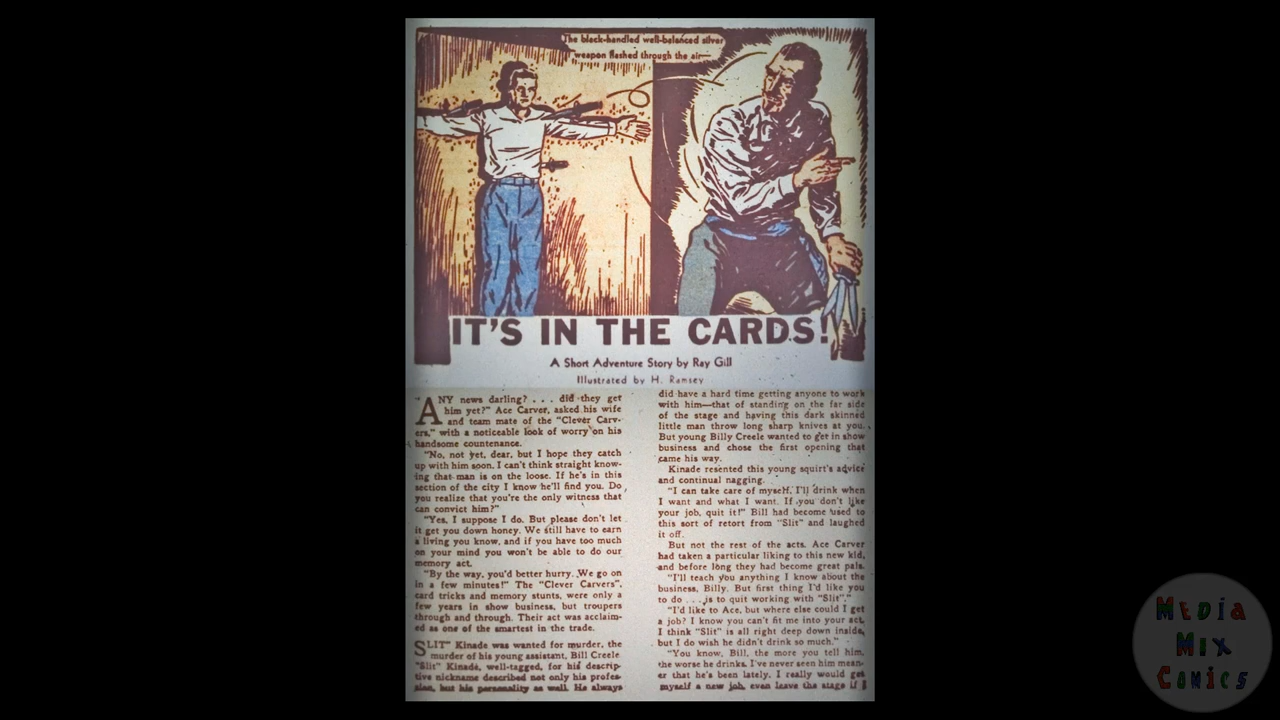 The black-handled well-balanced silver
weapon flashed through the air—
IT'S IN THE CARDS!
A Short Adventure Story by Ray Gill
Illustrated by H. Ramsey
"ANY news darling? . . . did they get
him yet?" Ace Carver, asked his wife
and team mate of the "Clever Carv-
ers," with a noticeable look of worry on his
handsome countenance.
"No, not yet, dear, but I hope they catch
up with him soon. I can't think straight know-
ing that man is on the loose. If he's in this
section of the city I know he'll find you. Do
you realize that you're the only witness that
can convict him?"
"Yes, I suppose I do. But please don't let
it get you down honey. We still have to earn
a living you know, and if you have too much
on your mind you won't be able to do our
memory act.
"By the way, you'd better hurry. We go on
in a few minutes!" The "Clever Carvers",
card tricks and memory stunts, were only a
few years in show business, but troupers
through and through. Their act was acclaim-
ed as one of the smartest in the trade.
SLIT" Kinade was wanted for murder, the
murder of his young assistant, Bill Creele
"Slit" Kinade, well-tagged, for his descrip-
tive nickname described not only his profes-
sion, but his personality as well. He always
did have a hard time getting anyone to work
with him—that of standing on the far side
of the stage and having this dark skinned
little man throw long sharp knives at you.
But young Billy Creele wanted to get in show
business and chose the first opening that
came his way.
Kinade resented this young squirt's advice
and continual nagging.
"I can take care of myself. I'll drink when
I want and what I want. If you don't like
your job, quit it!" Bill had become used to
this sort of retort from "Slit" and laughed
it off.
But not the rest of the acts. Ace Carver
had taken a particular liking to this new kid,
and before long they had become great pals.
"I'll teach you anything I know about the
business, Billy. But first thing I'd like you
to do . . . is to quit working with "Slit"."
"I'd like to Ace, but where else could I get
a job? I know you can't fit me into your act.
I think "Slit" is all right deep down inside,
but I do wish he didn't drink so much."
"You know, Bill, the more you tell him,
the worse he drinks. I've never seen him mean-
er that he's been lately. I really would get
myself a new job, even leave the stage if I
MEDIA
MIX
COMICS